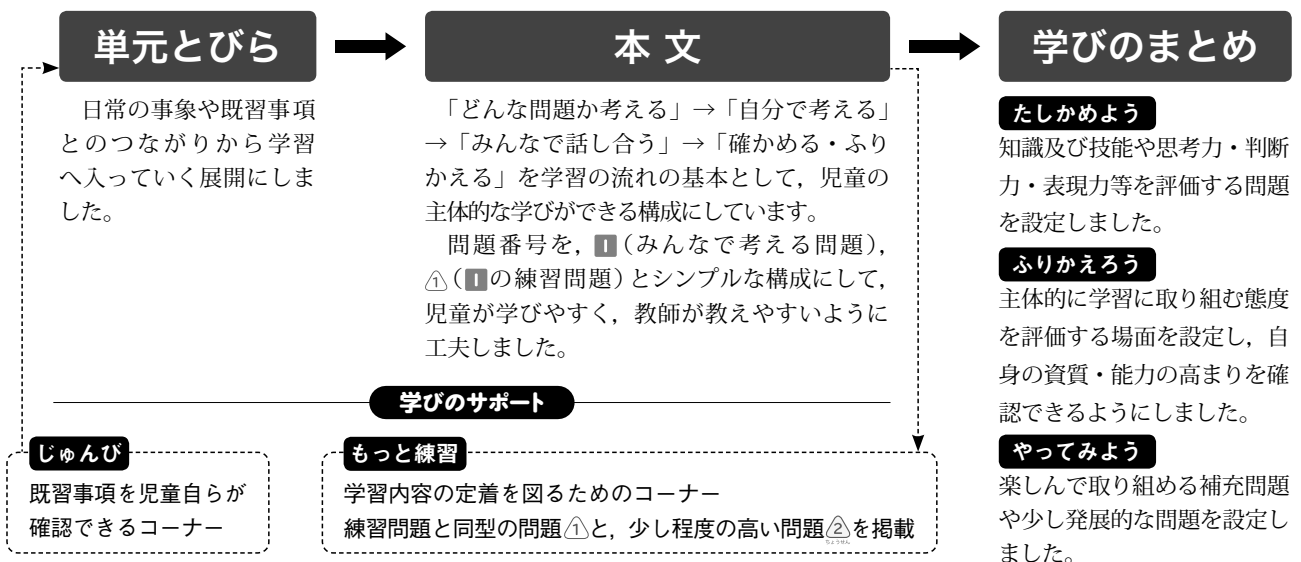 単元とびら
日常の事象や既習事項
とのつながりから学習
へ入っていく展開にしま
した。
本文
「どんな問題か考える」→「自分で考える」
→「みんなで話し合う」→「確かめる・ふり
かえる」を学習の流れの基本として，児童の
主体的な学びができる構成にしています。
問題番号を，1（みんなで考える問題），
1（1の練習問題）とシンプルな構成にして，
児童が学びやすく，教師が教えやすいように
工夫しました。
学びのまとめ
たしかめよう
知識及び技能や思考力・判断
力・表現力等を評価する問題
を設定しました。
ふりかえろう
主体的に学習に取り組む態度
を評価する場面を設定し，自
身の資質・能力の高まりを確
認できるようにしました。
やってみよう
楽しんで取り組める補充問題
や少し発展的な問題を設定し
ました。
学びのサポート
じゅんび
既習事項を児童自らが
確認できるコーナー
もっと練習
学習内容の定着を図るためのコーナー
練習問題と同型の問題1と，少し程度の高い問題2を掲載
ちょうせん